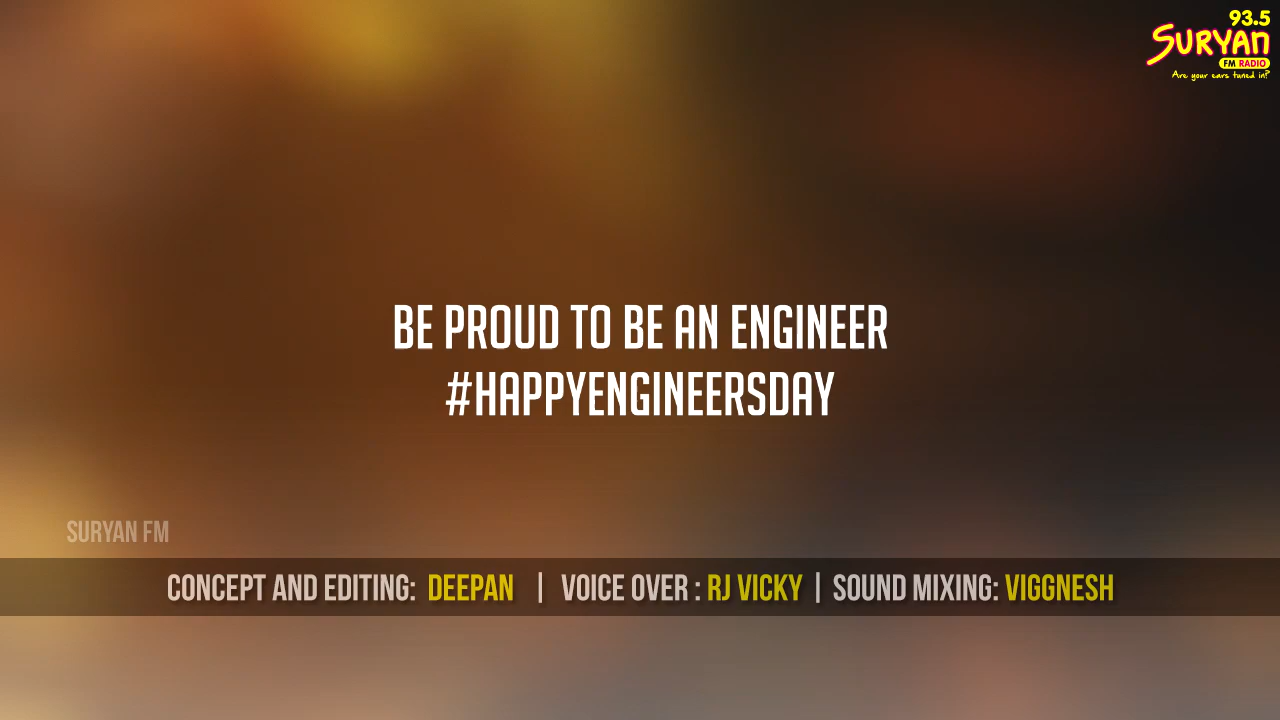 93.5
SURYAN
FM RADIO
Are your ears tuned in?
BE PROUD TO BE AN ENGINEER
#HAPPYENGINEERSDAY
SURYAN FM
CONCEPT AND EDITING: DEEPAN | VOICE OVER : RJ VICKY | SOUND MIXING: VIGGNESH